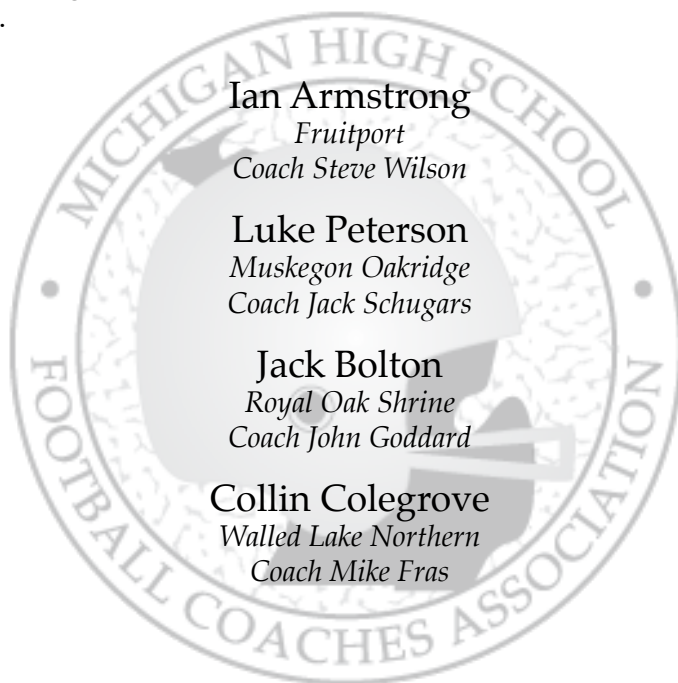 .
MICHIGAN HIGH SCHOOL
FOOTBALL COACHES ASSOCIATION
Ian Armstrong
Fruitport
Coach Steve Wilson
Luke Peterson
Muskegon Oakridge
Coach Jack Schugars
Jack Bolton
Royal Oak Shrine
Coach John Goddard
Collin Colegrove
Walled Lake Northern
Coach Mike Fras